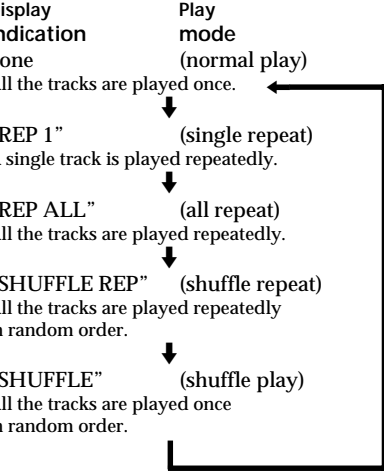 isplay Play
ndication mode
one (normal play)
ll the tracks are played once.
REP 1” (single repeat)
single track is played repeatedly.
REP ALL” (all repeat)
ll the tracks are played repeatedly.
SHUFFLE REP” (shuffle repeat)
ll the tracks are played repeatedly
n random order.
SHUFFLE” (shuffle play)
ll the tracks are played once
n random order.